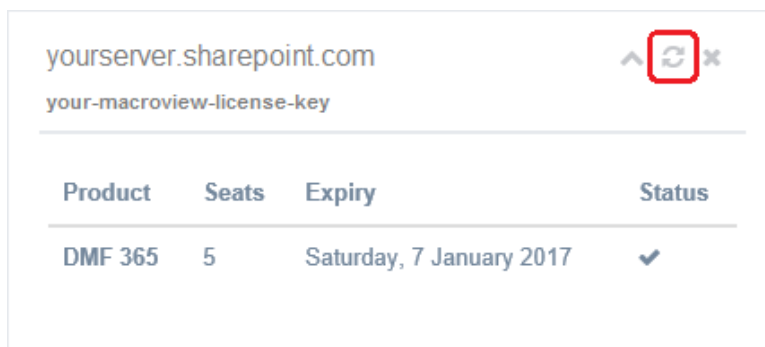 yourserver.sharepoint.com
your-macroview-license-key
Product Seats Expiry Status
DMF 365 5 Saturday, 7 January 2017 ✔